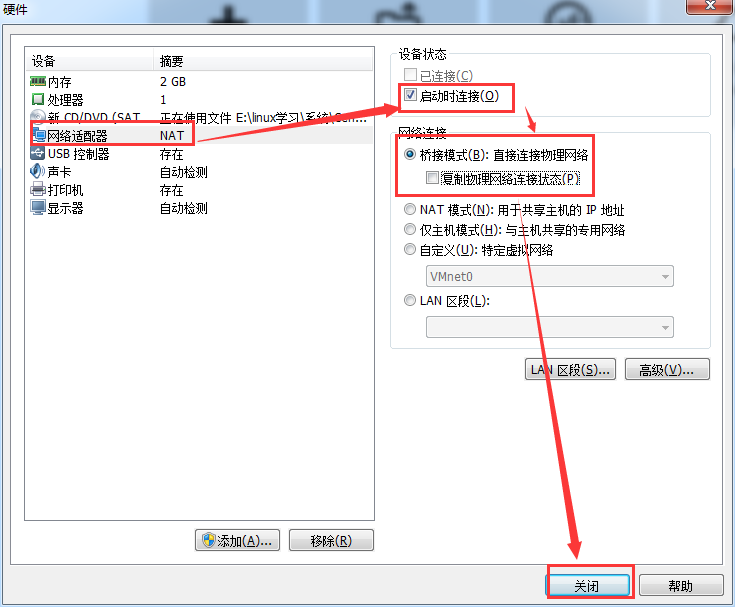 硬件
设备 摘要
内存 2 GB
处理器 1
新 CD/DVD (SAT... 正在使用文件 E:\linux学习\系统\Cen...
网络适配器 NAT
USB 控制器 存在
声卡 自动检测
打印机 存在
显示器 自动检测
添加(A)... 移除(R)
设备状态
已连接(C)
启动时连接(O)
网络连接
桥接模式(B): 直接连接物理网络
复制物理网络连接状态(P)
NAT 模式(N): 用于共享主机的 IP 地址
仅主机模式(H): 与主机共享的专用网络
自定义(U): 特定虚拟网络
VMnet0
LAN 区段(L):
LAN 区段(S)... 高级(V)...
关闭 帮助